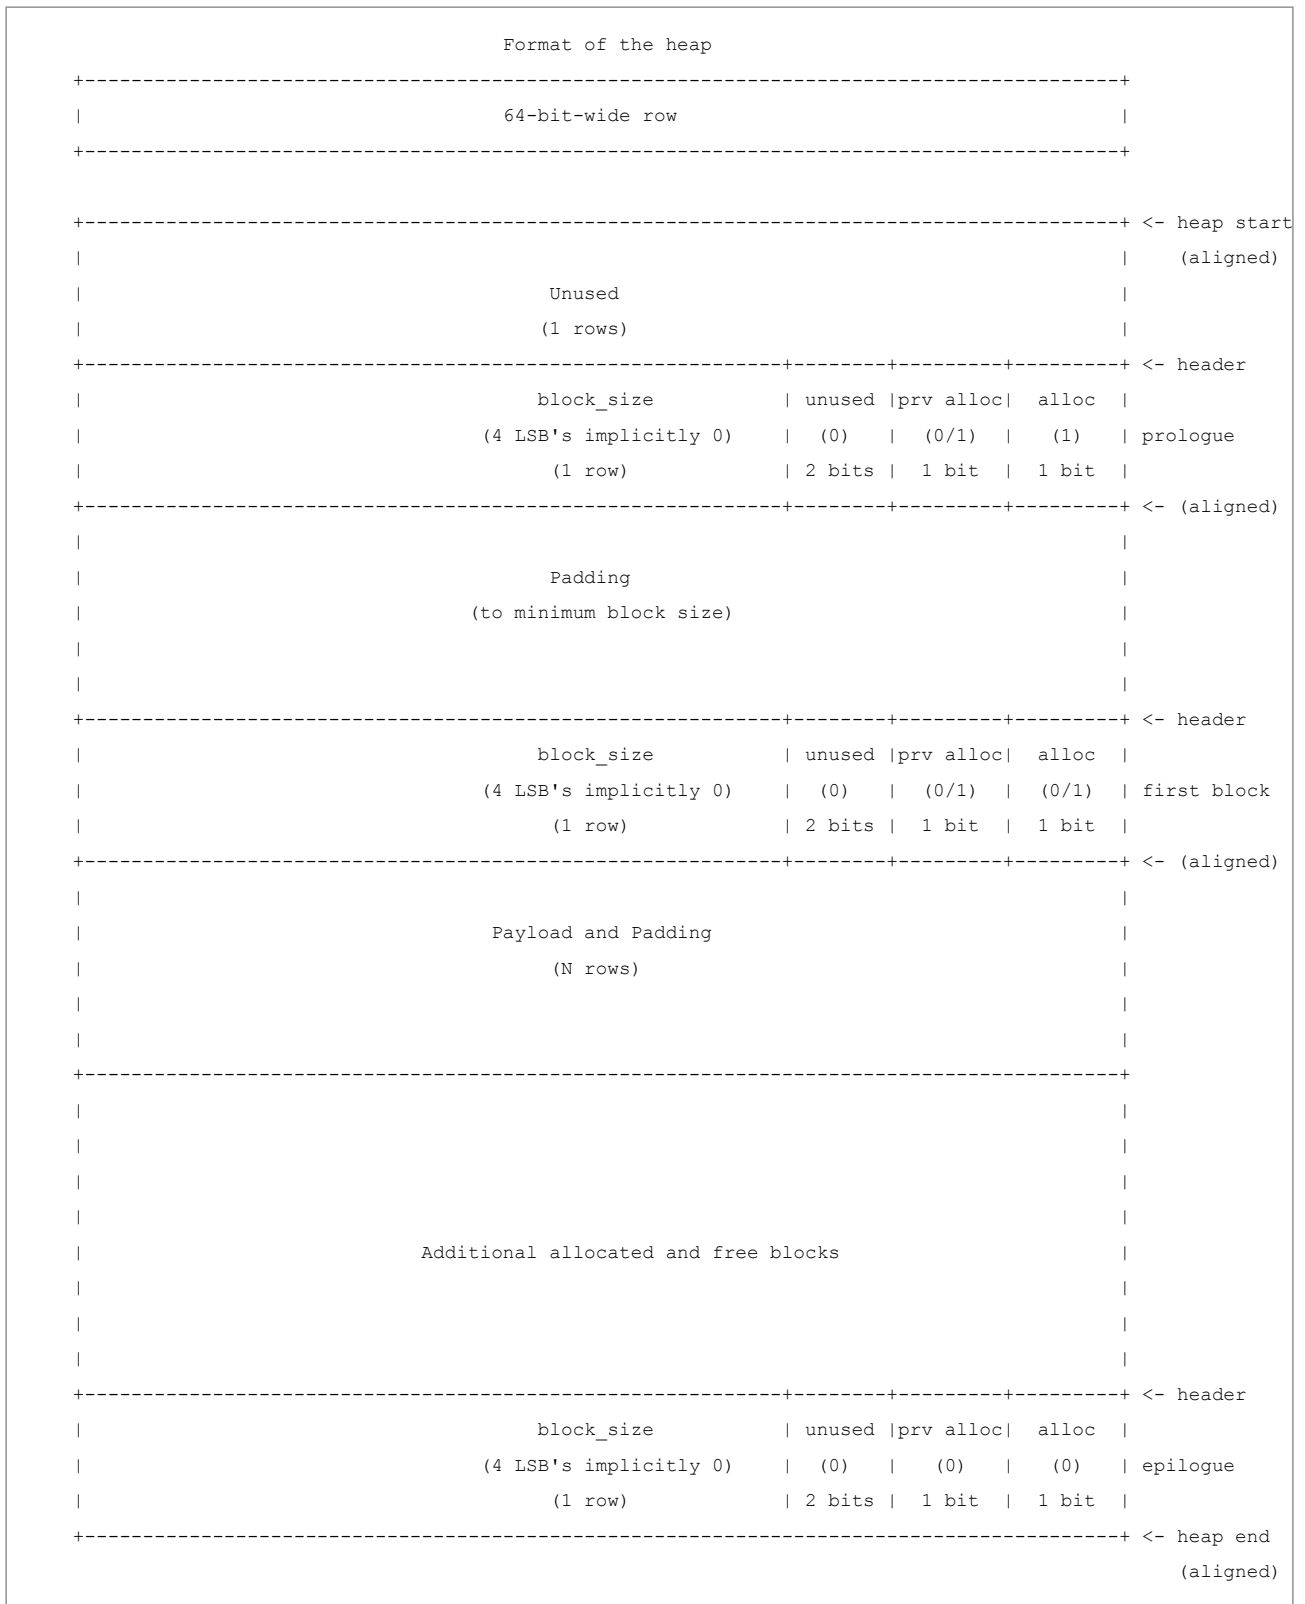 Format of the heap
+-----------------------------------------------------------------------------------------+
| 64-bit-wide row |
+-----------------------------------------------------------------------------------------+
+-----------------------------------------------------------------------------------------+ <- heap start
| | (aligned)
| Unused |
| (1 rows) |
+------------------------------------------------------------+--------+---------+---------+ <- header
| block_size | unused |prv alloc| alloc |
| (4 LSB's implicitly 0) | (0) | (0/1) | (1) | prologue
| (1 row) | 2 bits | 1 bit | 1 bit |
+------------------------------------------------------------+--------+---------+---------+ <- (aligned)
| |
| Padding |
| (to minimum block size) |
| |
| |
+------------------------------------------------------------+--------+---------+---------+ <- header
| block_size | unused |prv alloc| alloc |
| (4 LSB's implicitly 0) | (0) | (0/1) | (0/1) | first block
| (1 row) | 2 bits | 1 bit | 1 bit |
+------------------------------------------------------------+--------+---------+---------+ <- (aligned)
| |
| Payload and Padding |
| (N rows) |
| |
| |
+-----------------------------------------------------------------------------------------+
| |
| |
| |
| |
| Additional allocated and free blocks |
| |
| |
| |
+------------------------------------------------------------+--------+---------+---------+ <- header
| block_size | unused |prv alloc| alloc |
| (4 LSB's implicitly 0) | (0) | (0) | (0) | epilogue
| (1 row) | 2 bits | 1 bit | 1 bit |
+-----------------------------------------------------------------------------------------+ <- heap end
(aligned)